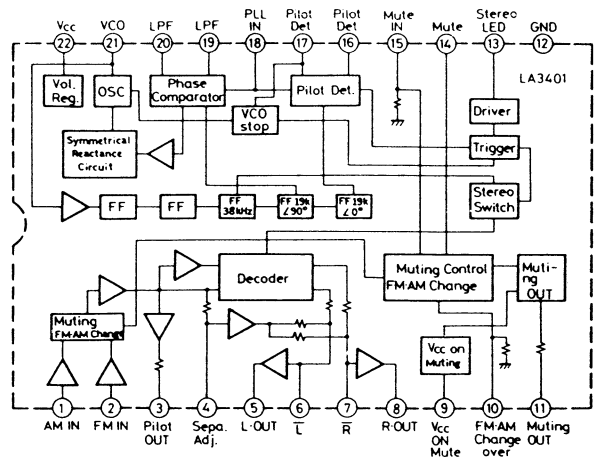 Vcc VCO LPF LPF PLL IN Pilot Det Pilot Det Mute IN Mute Stereo LED GND
22 21 20 19 18 17 16 15 14 13 12
LA3401
Vol. Reg.
OSC
Phase Comparator
Pilot Det.
VCO stop
Driver
Trigger
Symmetrical Reactance Circuit
Stereo Switch
FF
FF
FF 38kHz
FF 19k ∠90°
FF 19k ∠0°
Decoder
Muting Control FM·AM Change
Muti-ng OUT
Muting FM·AM Change
Vcc on Muting
1 2 3 4 5 6 7 8 9 10 11
AM IN FM IN Pilot OUT Sepa. Adj. L·OUT L̅ R̅ R·OUT Vcc ON Mute FM·AM Change over Muting OUT